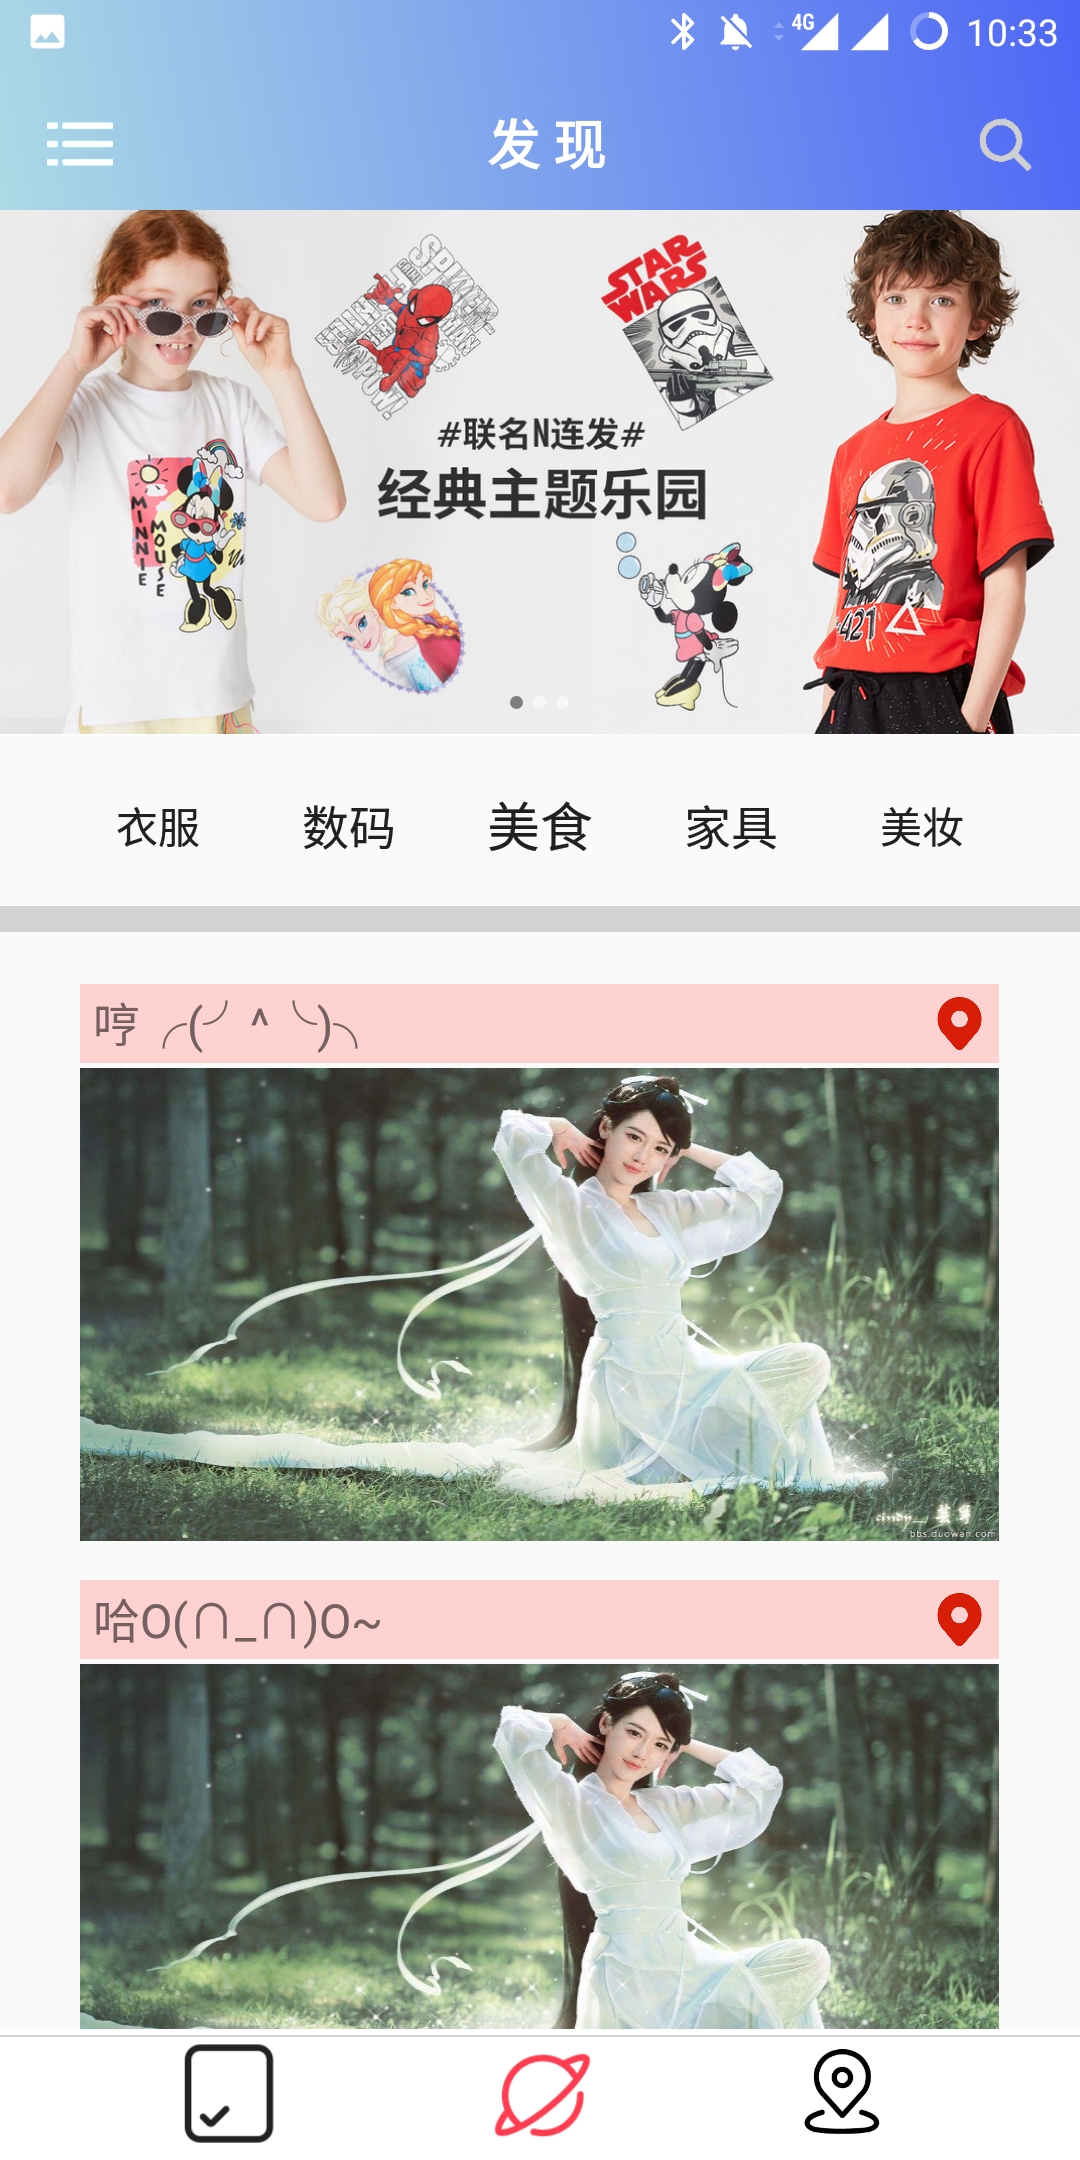 4G 10:33
发现
SPIDER
POW!
STAR
WARS
#联名N连发#
经典主题乐园
MINNIE
MOUSE
421
衣服 数码 美食 家具 美妆
哼╭(╯^╰)╮
bbs.duowan.com
哈O(∩_∩)O~